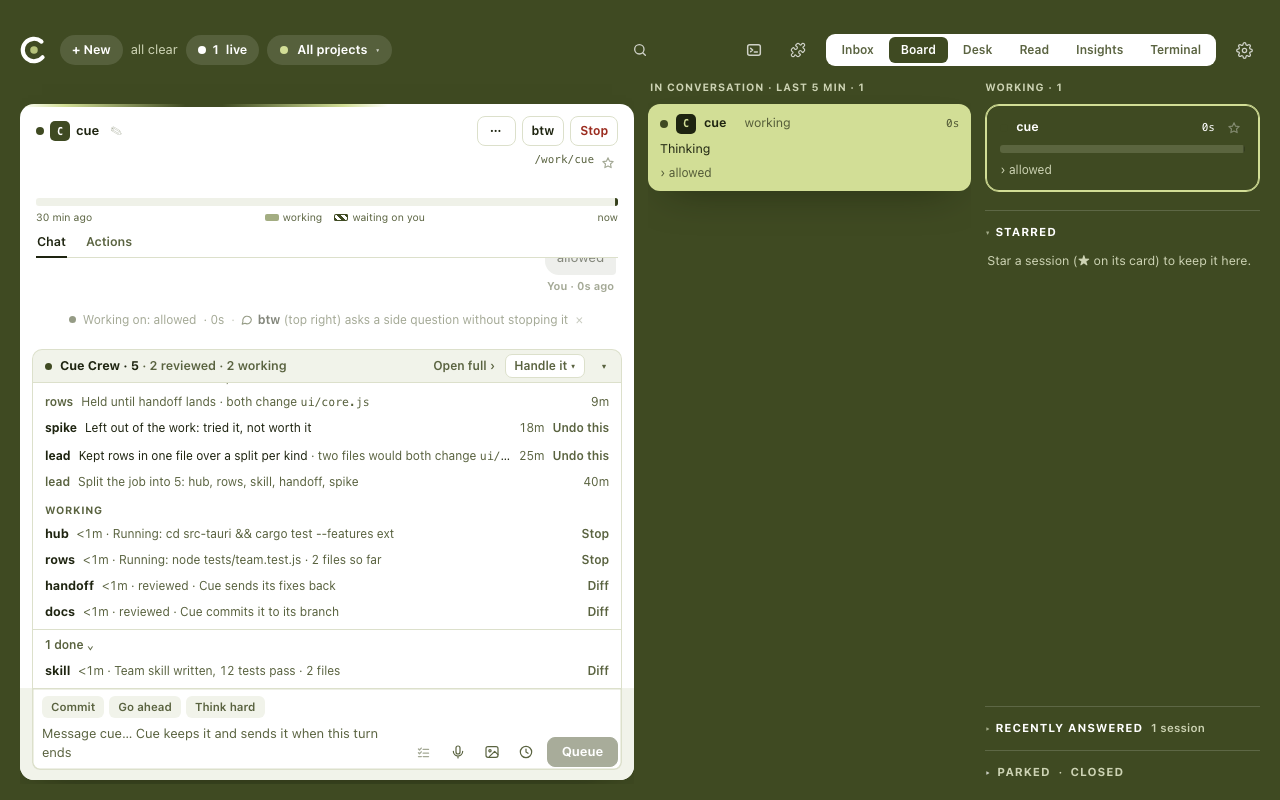 + New
all clear
1 live
All projects
Inbox
Board
Desk
Read
Insights
Terminal
C cue
···
btw
Stop
/work/cue
30 min ago
working
waiting on you
now
Chat
Actions
allowed
You · 0s ago
Working on: allowed · 0s · btw (top right) asks a side question without stopping it ×
Cue Crew · 5 · 2 reviewed · 2 working
Open full ›
Handle it
rows Held until handoff lands · both change ui/core.js 9m
spike Left out of the work: tried it, not worth it 18m Undo this
lead Kept rows in one file over a split per kind · two files would both change ui/… 25m Undo this
lead Split the job into 5: hub, rows, skill, handoff, spike 40m
WORKING
hub <1m · Running: cd src-tauri && cargo test --features ext Stop
rows <1m · Running: node tests/team.test.js · 2 files so far Stop
handoff <1m · reviewed · Cue sends its fixes back Diff
docs <1m · reviewed · Cue commits it to its branch Diff
1 done
skill <1m · Team skill written, 12 tests pass · 2 files Diff
Commit
Go ahead
Think hard
Message cue… Cue keeps it and sends it when this turn
ends
Queue
IN CONVERSATION · LAST 5 MIN · 1
C cue working 0s
Thinking
› allowed
WORKING · 1
cue 0s
› allowed
STARRED
Star a session (★ on its card) to keep it here.
RECENTLY ANSWERED 1 session
PARKED · CLOSED